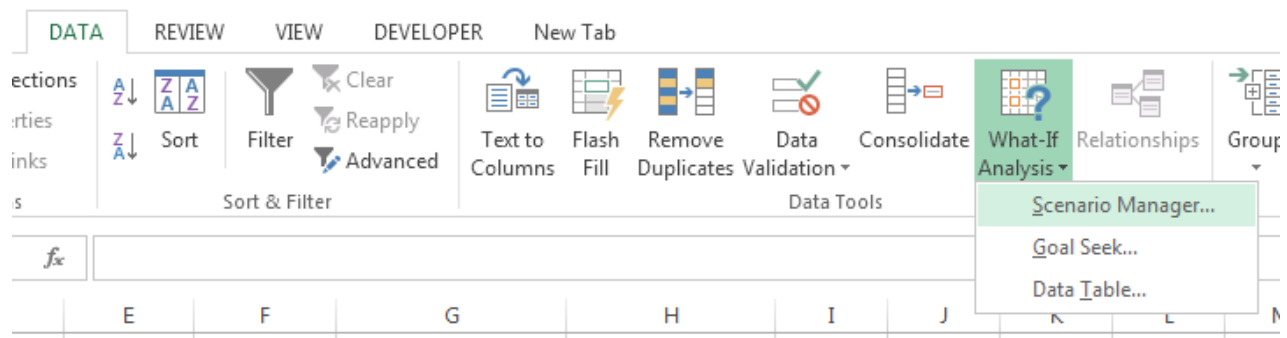 DATA REVIEW VIEW DEVELOPER New Tab
ections
erties
inks
A Z
Z A
Z A A Z
Sort
Filter
Clear
Reapply
Advanced
Sort & Filter
Text to
Columns
Flash
Fill
Remove
Duplicates
Data
Validation
Consolidate
What-If
Analysis
Relationships
Group
s
Data Tools
Scenario Manager...
Goal Seek...
Data Table...
fx
E F G H I J K L